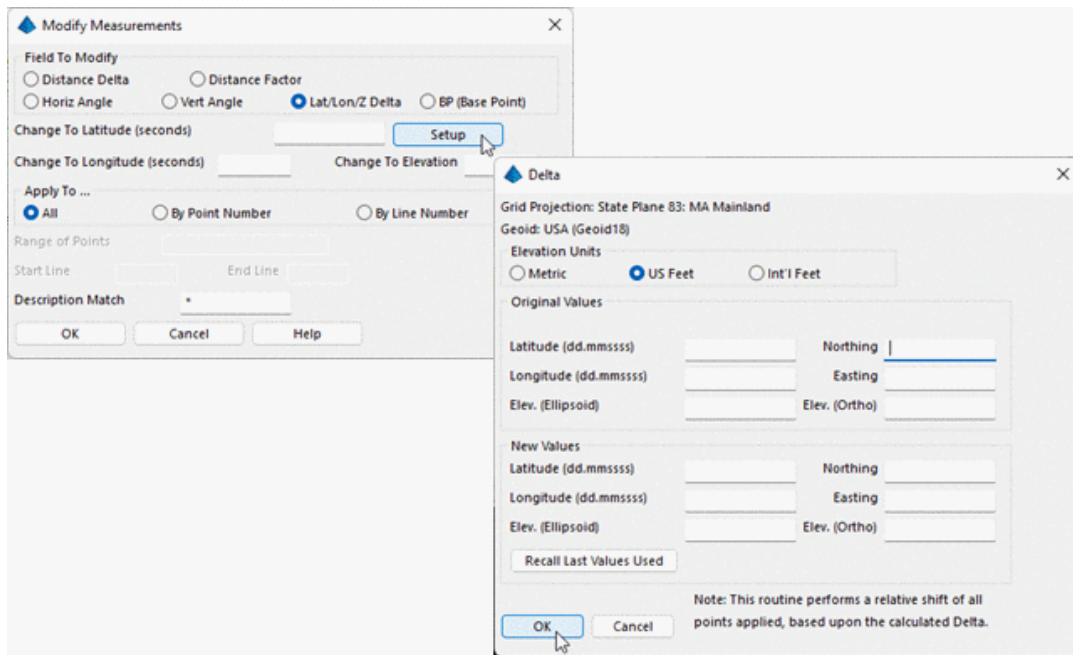 Modify Measurements
Field To Modify
Distance Delta Distance Factor
Horiz Angle Vert Angle Lat/Lon/Z Delta BP (Base Point)
Change To Latitude (seconds) Setup
Change To Longitude (seconds) Change To Elevation
Apply To ...
All By Point Number By Line Number
Range of Points
Start Line End Line
Description Match *
OK Cancel Help
Delta
Grid Projection: State Plane 83: MA Mainland
Geoid: USA (Geoid18)
Elevation Units
Metric US Feet Int'l Feet
Original Values
Latitude (dd.mmssss) Northing
Longitude (dd.mmssss) Easting
Elev. (Ellipsoid) Elev. (Ortho)
New Values
Latitude (dd.mmssss) Northing
Longitude (dd.mmssss) Easting
Elev. (Ellipsoid) Elev. (Ortho)
Recall Last Values Used
Note: This routine performs a relative shift of all
points applied, based upon the calculated Delta.
OK Cancel